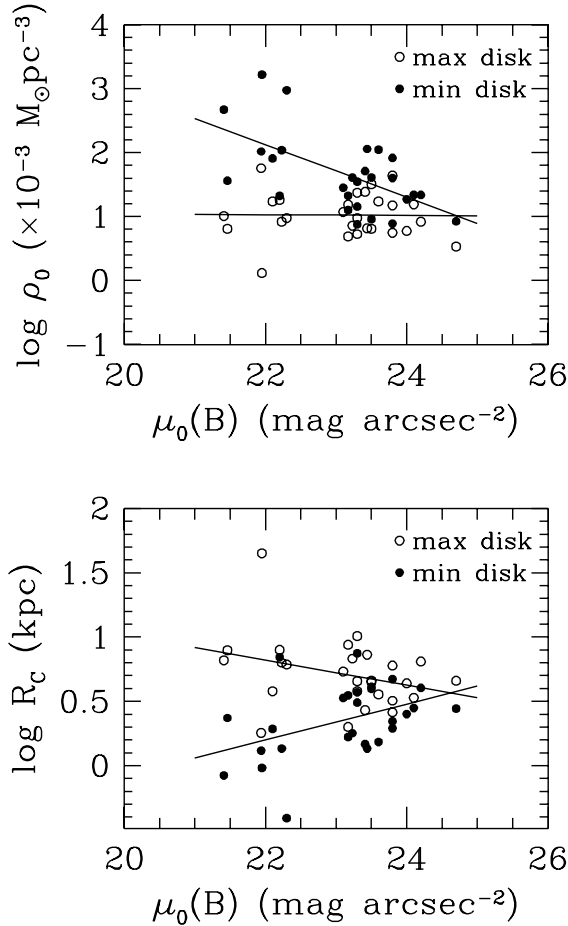 4
max disk
min disk
3
2
1
0
−1
log ρ₀ (×10⁻³ M⊙pc⁻³)
20 22 24 26
μ₀(B) (mag arcsec⁻²)
2
max disk
min disk
1.5
1
0.5
0
log R_C (kpc)
20 22 24 26
μ₀(B) (mag arcsec⁻²)